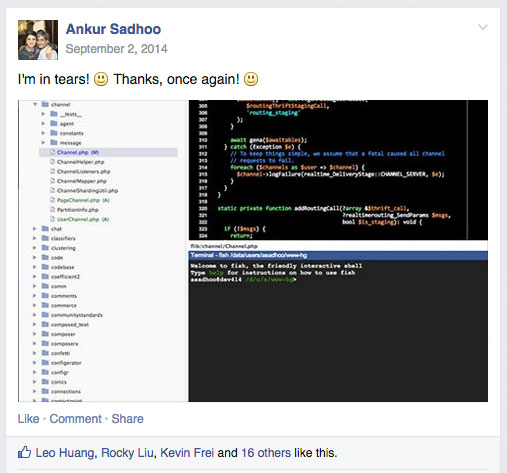 Ankur Sadhoo
September 2, 2014
I'm in tears! 😃 Thanks, once again! 😃
channel
__tests__
agent
constants
message
Channel.php (M)
ChannelHelper.php
ChannelListeners.php
ChannelMapper.php
ChannelShardingUtil.php
PageChannel.php (A)
PartitionInfo.php
UserChannel.php (A)
chat
classifiers
clustering
code
codebase
coefficient2
comm
comments
commerce
communitystandards
composed_text
composer
composerx
confetti
configerator
configr
comics
connections
308 $routingThriftStagingCall,
309 'routing_staging'
310 );
311 }
312
313 await gena($awaitables);
314 } catch (Exception $e) {
315 // To keep things simple, we assume that a fatal caused all channel
316 // requests to fail.
317 foreach ($channels as $user => $channel) {
318 $channel->logFailure(realtime_DeliveryStage::CHANNEL_SERVER, $e);
319 }
320 static private function addRoutingCall(?array &$thrift_call,
321 ?realtimerouting_SendParams $msgs,
322 bool $is_staging): void {
323 if (!$msgs) {
324 return;
flib/channel/Channel.php
Terminal - fish /data/users/asadhoo/www-hg
Welcome to fish, the friendly interactive shell
Type help for instructions on how to use fish
asadhoo@dev414 /d/u/a/www-hg>
Like · Comment · Share
Leo Huang, Rocky Liu, Kevin Frei and 16 others like this.